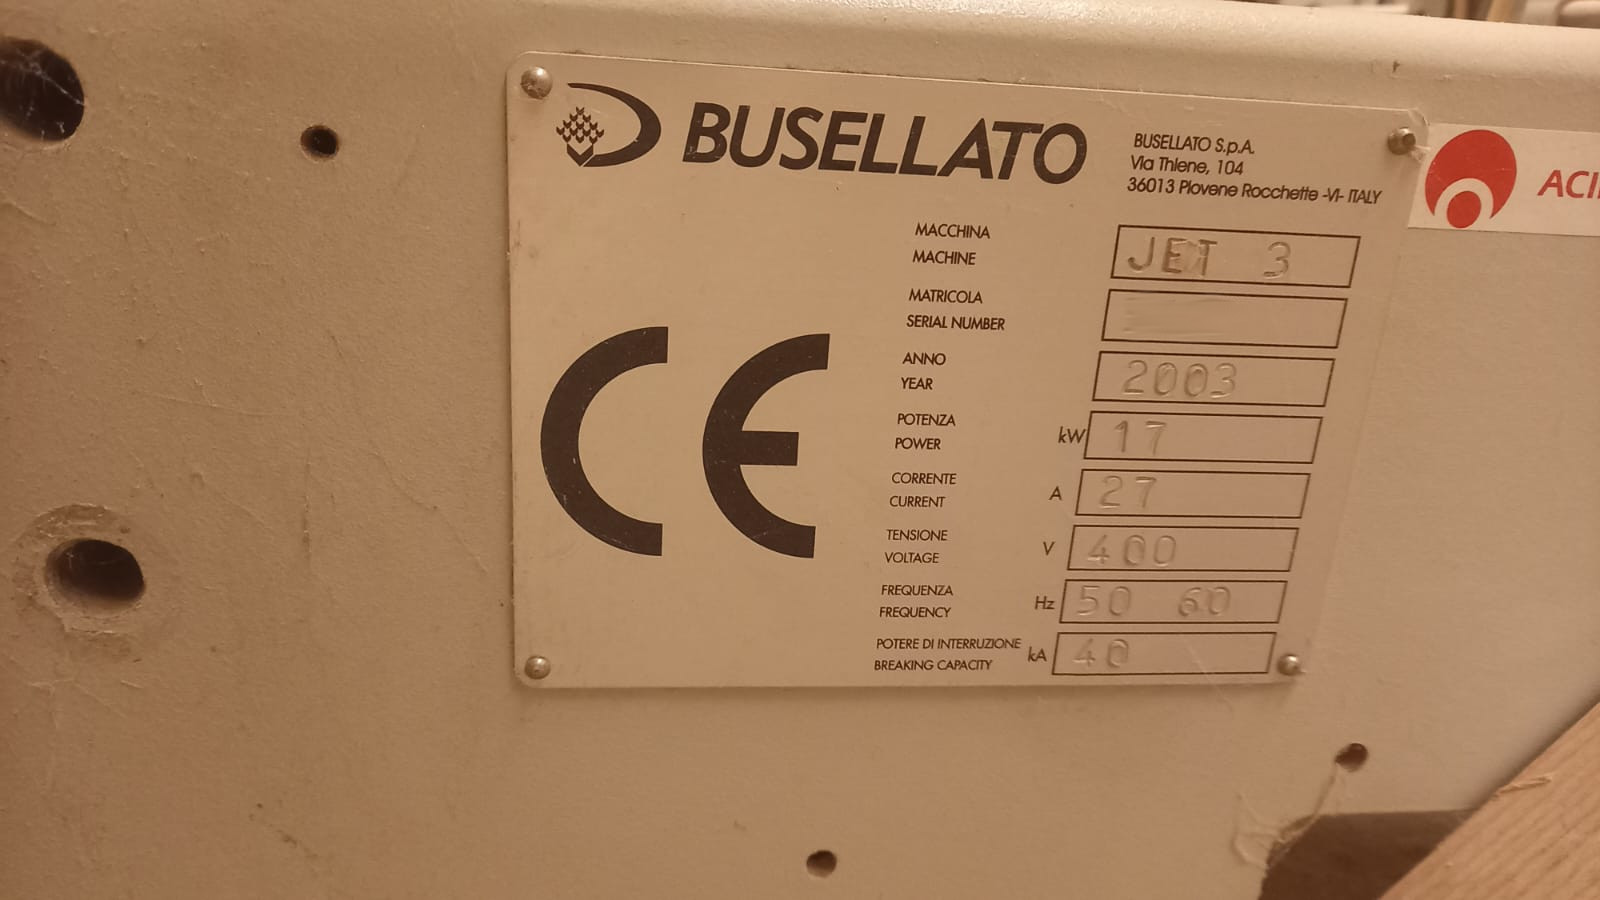 BUSELLATO
BUSELLATO S.p.A.
Via Thiene, 104
36013 Piovene Rocchette -VI- ITALY
MACCHINA
MACHINE
JET 3
MATRICOLA
SERIAL NUMBER
ANNO
YEAR
2003
POTENZA
POWER
kW 17
CORRENTE
CURRENT
A 27
TENSIONE
VOLTAGE
V 400
FREQUENZA
FREQUENCY
Hz 50 60
POTERE DI INTERRUZIONE
BREAKING CAPACITY
kA 40
CE